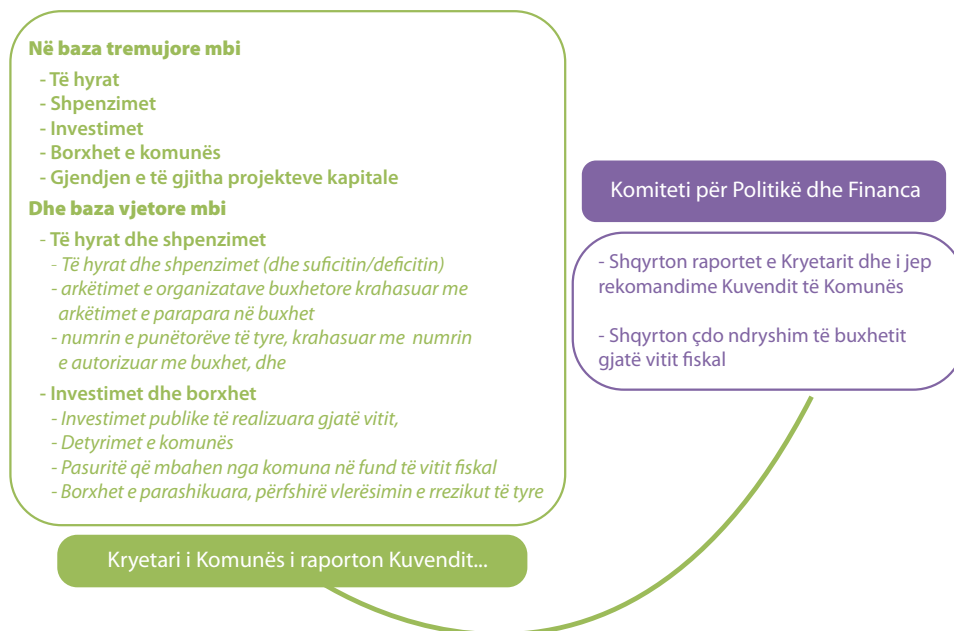 Në baza tremujore mbi
- Të hyrat
- Shpenzimet
- Investimet
- Borxhet e komunës
- Gjendjen e të gjitha projekteve kapitale
Dhe baza vjetore mbi
- Të hyrat dhe shpenzimet
- Të hyrat dhe shpenzimet (dhe suficitin/deficitin)
- arkëtimet e organizatave buxhetore krahasuar me
arkëtimet e parapara në buxhet
- numrin e punëtorëve të tyre, krahasuar me numrin
e autorizuar me buxhet, dhe
- Investimet dhe borxhet
- Investimet publike të realizuara gjatë vitit,
- Detyrimet e komunës
- Pasuritë që mbahen nga komuna në fund të vitit fiskal
- Borxhet e parashikuara, përfshirë vlerësimin e rrezikut të tyre
Kryetari i Komunës i raporton Kuvendit...
Komiteti për Politikë dhe Financa
- Shqyrton raportet e Kryetarit dhe i jep
rekomandime Kuvendit të Komunës
- Shqyrton çdo ndryshim të buxhetit
gjatë vitit fiskal